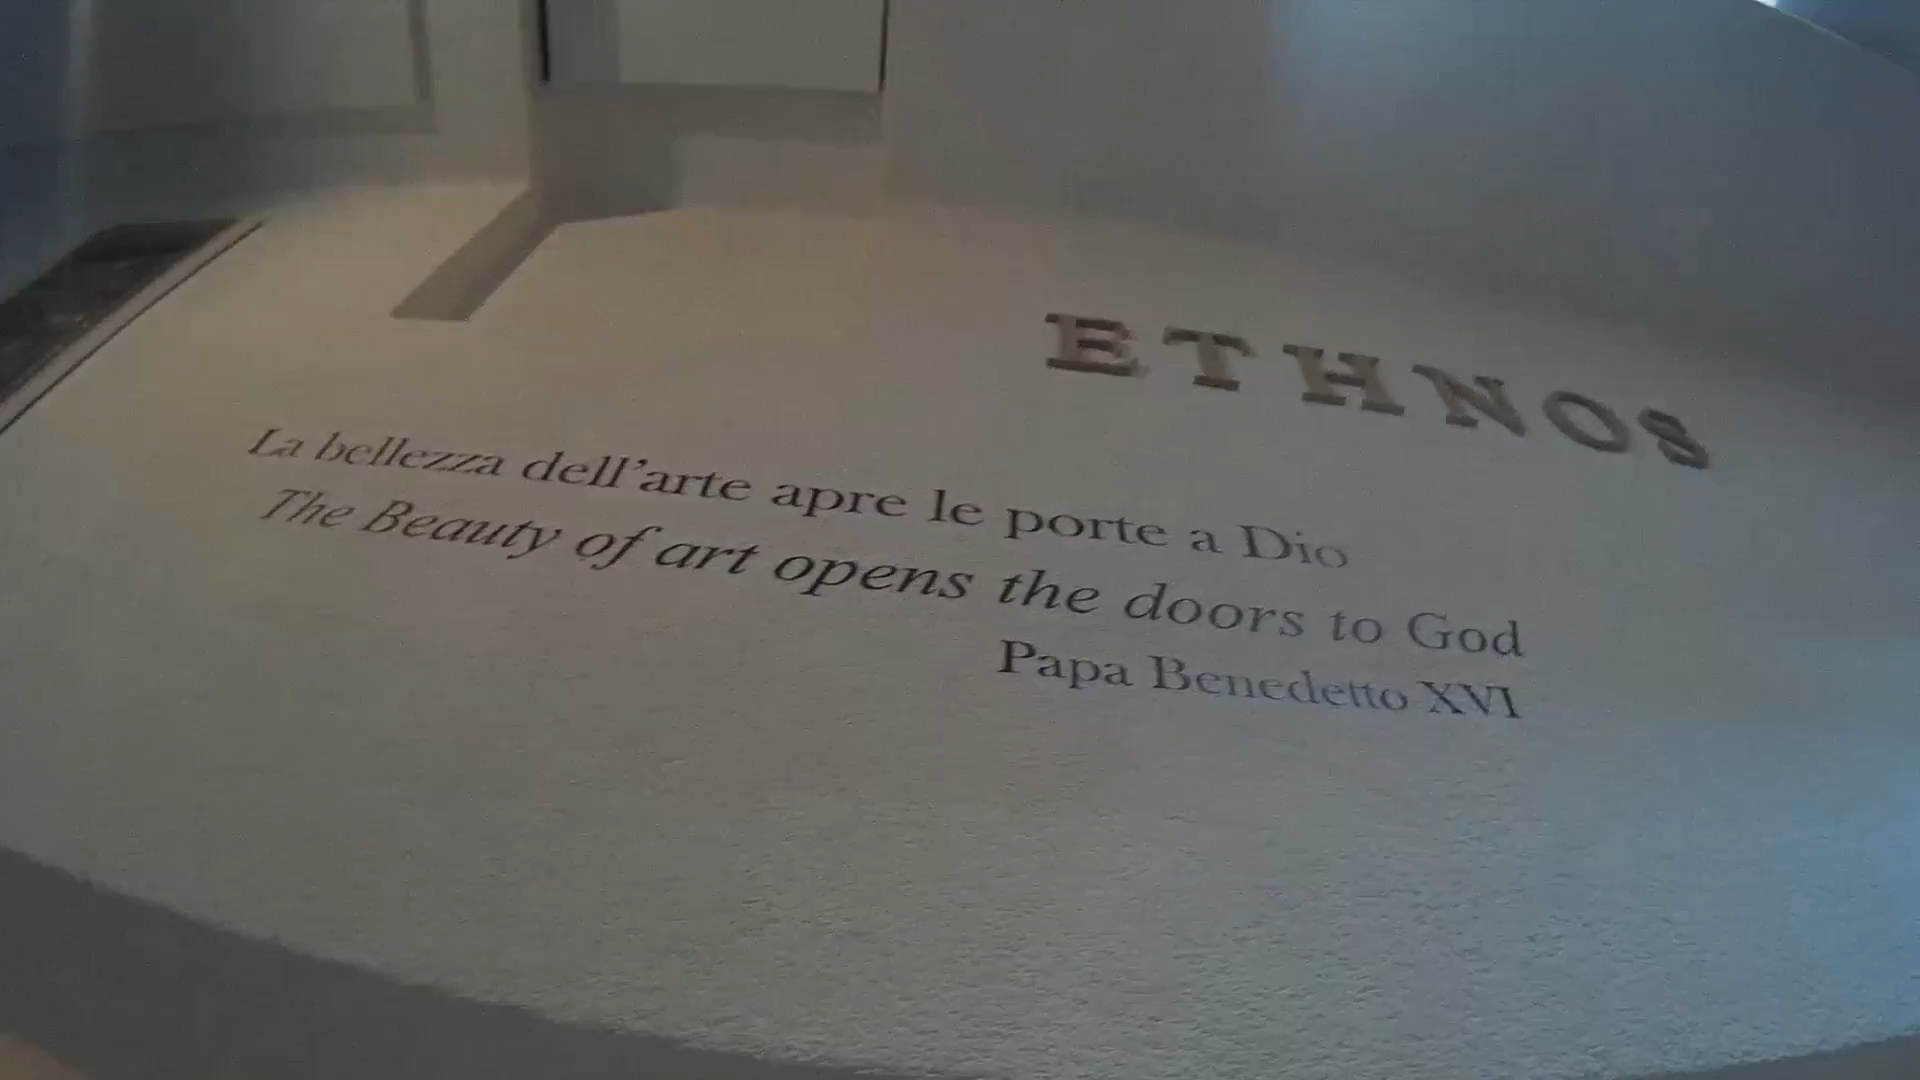 ETHNOS
La bellezza dell'arte apre le porte a Dio
The Beauty of art opens the doors to God
Papa Benedetto XVI